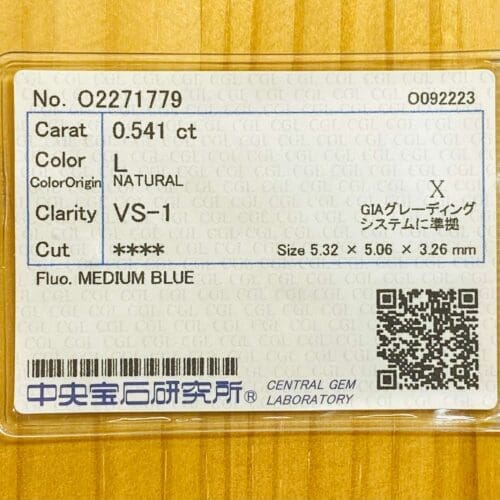 No. O2271779
O092223
Carat 0.541 ct
Color L
ColorOrigin NATURAL
Clarity VS-1
X
GIAグレーディング
システムに準拠
Cut ****
Size 5.32 × 5.06 × 3.26 mm
Fluo. MEDIUM BLUE
中央宝石研究所® CENTRAL GEM
LABORATORY